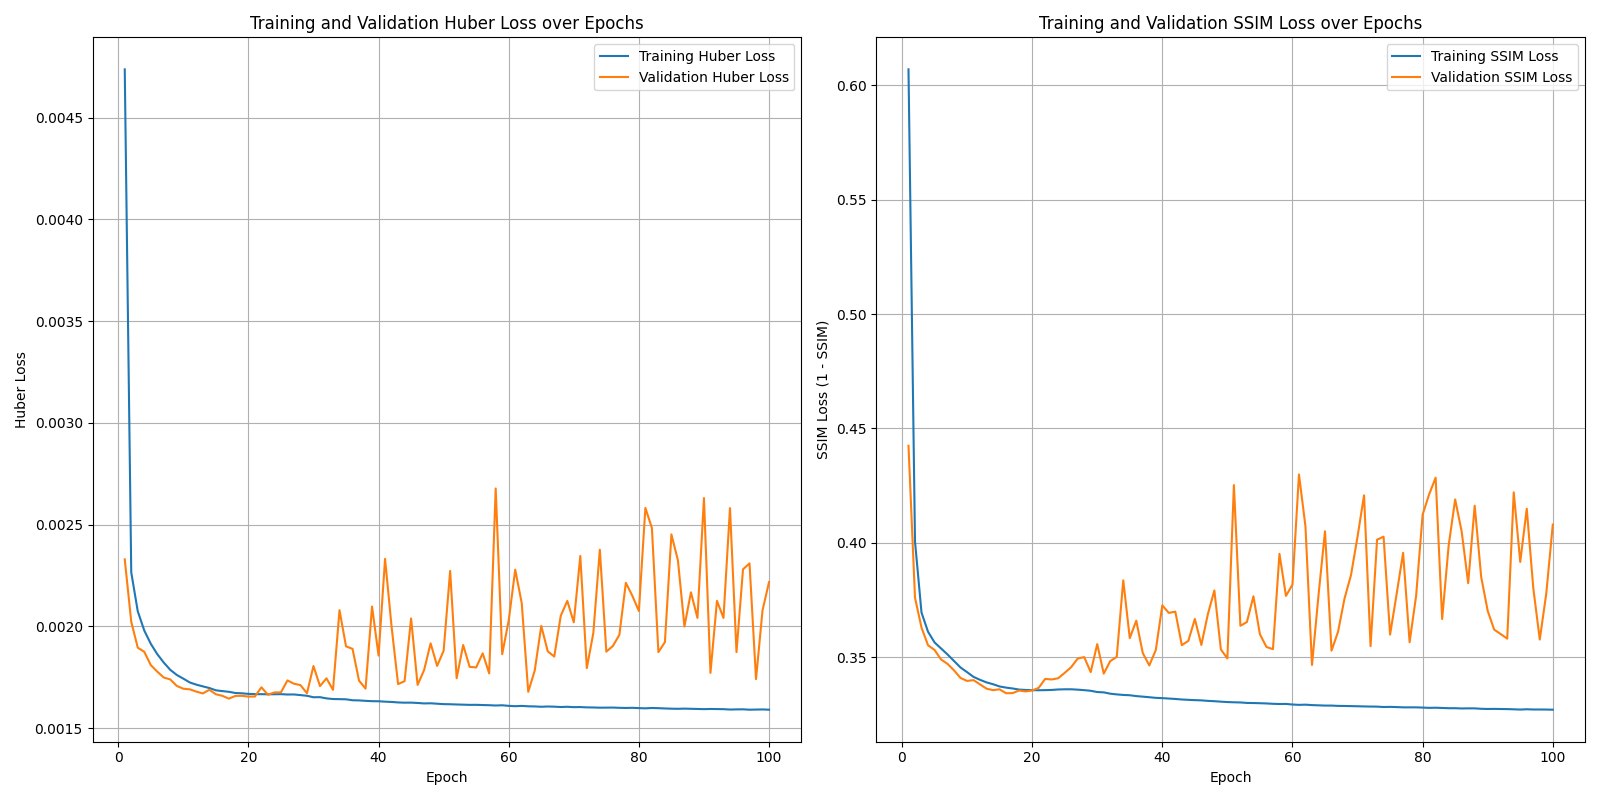 Training and Validation Huber Loss over Epochs
Training Huber Loss
Validation Huber Loss
0.0045
0.0040
0.0035
0.0030
0.0025
0.0020
0.0015
Huber Loss
0
20
40
60
80
100
Epoch
Training and Validation SSIM Loss over Epochs
Training SSIM Loss
Validation SSIM Loss
0.60
0.55
0.50
0.45
0.40
0.35
SSIM Loss (1 - SSIM)
0
20
40
60
80
100
Epoch